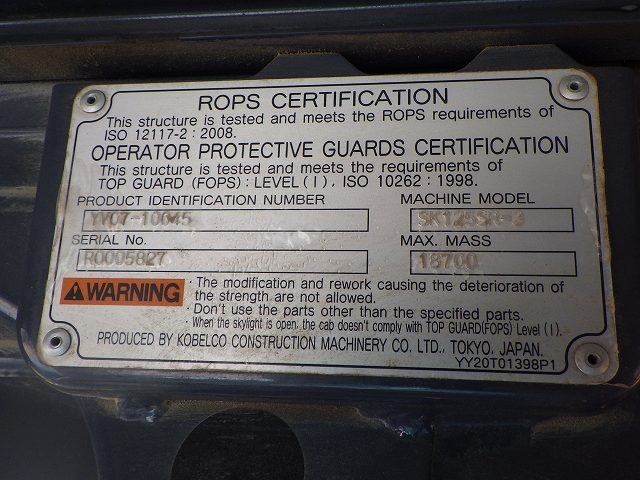 ROPS CERTIFICATION
This structure is tested and meets the ROPS requirements of
ISO 12117-2 : 2008.
OPERATOR PROTECTIVE GUARDS CERTIFICATION
This structure is tested and meets the requirements of
TOP GUARD (FOPS) : LEVEL ( I ) , ISO 10262 : 1998.
PRODUCT IDENTIFICATION NUMBER MACHINE MODEL
YY07-10045 SK125SR-3
SERIAL No. MAX. MASS
R0005827 18700
WARNING
· The modification and rework causing the deterioration of
the strength are not allowed.
· Don't use the parts other than the specified parts.
· When the skylight is open, the cab doesn't comply with TOP GUARD(FOPS) Level ( I ) .
PRODUCED BY KOBELCO CONSTRUCTION MACHINERY CO. LTD., TOKYO, JAPAN.
YY20T01398P1